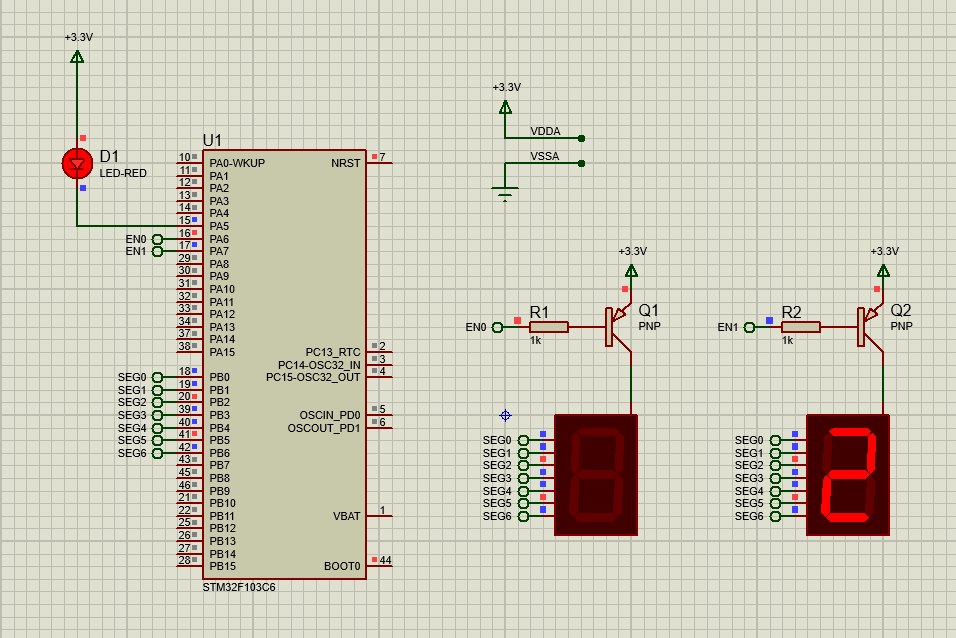 +3.3V
D1
LED-RED
U1
10 PA0-WKUP NRST 7
11 PA1
12 PA2
13 PA3
14 PA4
15 PA5
EN0 16 PA6
EN1 17 PA7
29 PA8
30 PA9
31 PA10
32 PA11
33 PA12
34 PA13
37 PA14
38 PA15 PC13_RTC 2
PC14-OSC32_IN 3
PC15-OSC32_OUT 4
SEG0 18 PB0
SEG1 19 PB1
SEG2 20 PB2
SEG3 39 PB3 OSCIN_PD0 5
SEG4 40 PB4 OSCOUT_PD1 6
SEG5 41 PB5
SEG6 42 PB6
43 PB7
45 PB8
46 PB9
21 PB10
22 PB11 VBAT 1
25 PB12
26 PB13
27 PB14
28 PB15 BOOT0 44
STM32F103C6
+3.3V
VDDA
VSSA
+3.3V
EN0 R1 Q1
1k PNP
SEG0
SEG1
SEG2
SEG3
SEG4
SEG5
SEG6
+3.3V
EN1 R2 Q2
1k PNP
SEG0
SEG1
SEG2
SEG3
SEG4
SEG5
SEG6
2